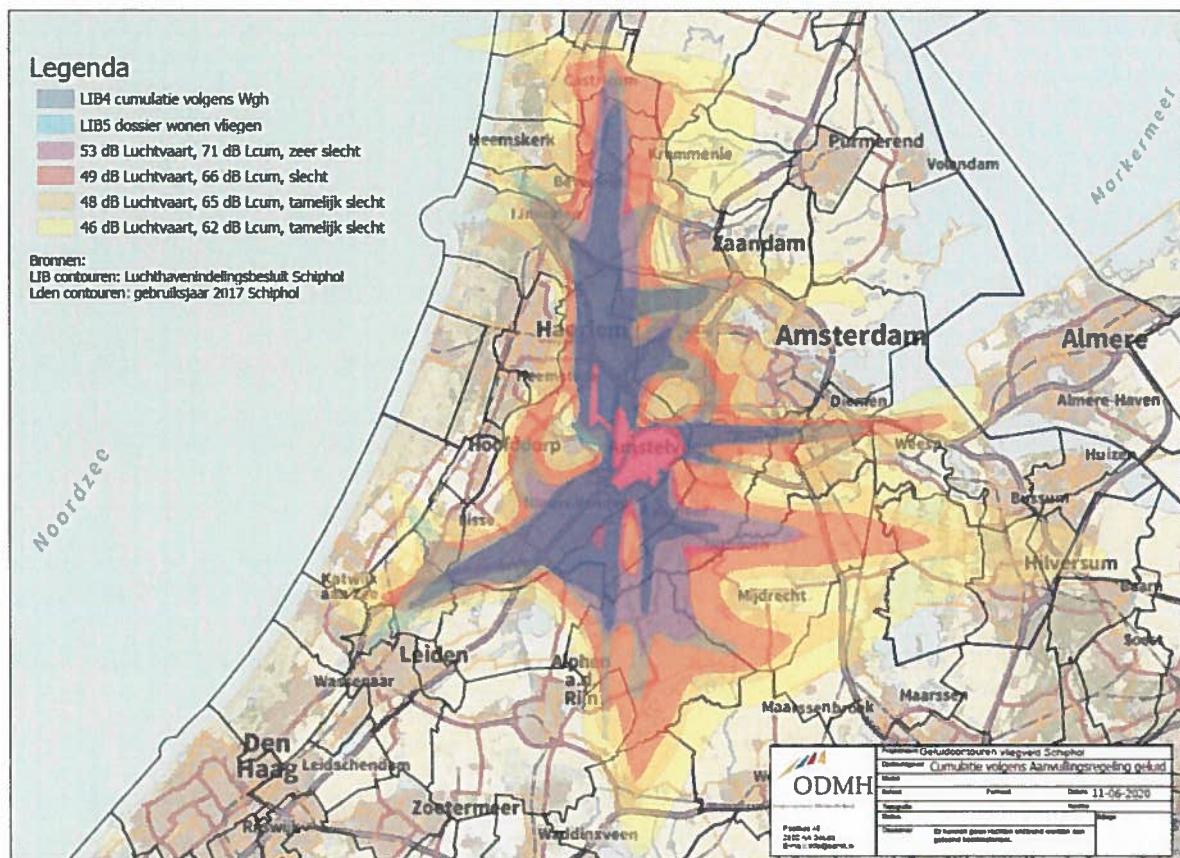 Legenda
LIB4 cumulatie volgens Wgh
LIB5 dossier wonen vliegen
53 dB Luchtvaart, 71 dB Lcum, zeer slecht
49 dB Luchtvaart, 66 dB Lcum, slecht
48 dB Luchtvaart, 65 dB Lcum, tamelijk slecht
46 dB Luchtvaart, 62 dB Lcum, tamelijk slecht
Bronnen:
LIB contouren: Luchthavenindelingsbesluit Schiphol
Lden contouren: gebruiksjaar 2017 Schiphol
Castricum
Heemskerk
Krommenie
Purmerend
Volendam
Markermeer
IJmuiden
Zaandam
Haarlem
Amsterdam
Almere
Diemen
Almere Haven
Hoofddorp
Amstelv
Weesp
Huizen
Bussum
Noordzee
Lisse
Hilversum
Baarn
Katwijk
a.d. Zee
Mijdrecht
Soest
Leiden
Wassenaar
Alphen
a.d.
Rijn
Maarssen
Maarssenbroek
Den
Haag
Leidschendam
Zoetermeer
Rijswijk
Waddinxveen
ODMH
Geluidcontouren vliegveld Schiphol
Cumulatie volgens Aanvullingsregeling geluid
Datum 11-06-2020